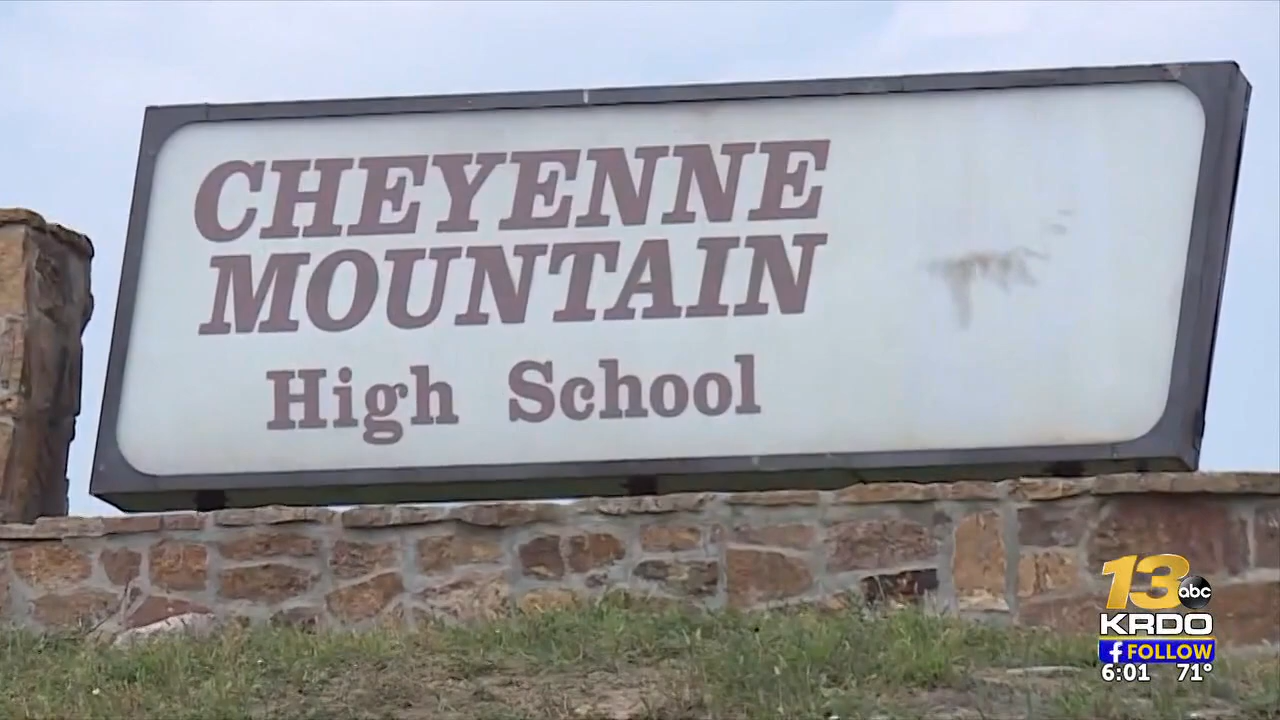 CHEYENNE
MOUNTAIN
High School
13 abc
KRDO
f FOLLOW
6:01 71°